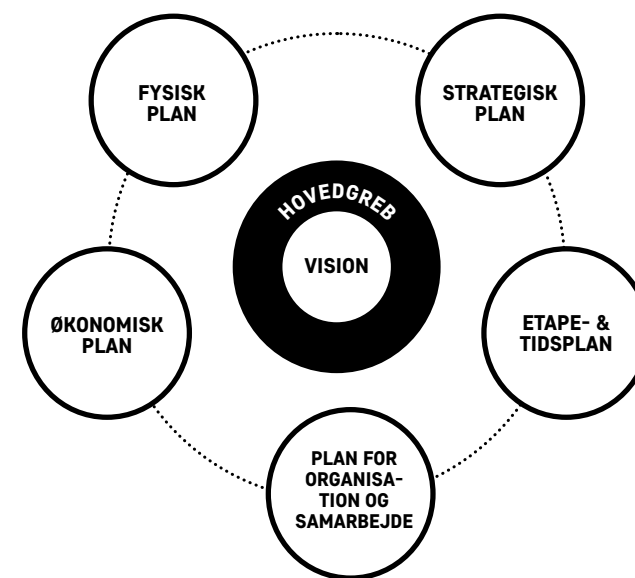 FYSISK
PLAN
STRATEGISK
PLAN
HOVEDGREB
VISION
ØKONOMISK
PLAN
ETAPE- &
TIDSPLAN
PLAN FOR
ORGANISA-
TION OG
SAMARBEJDE